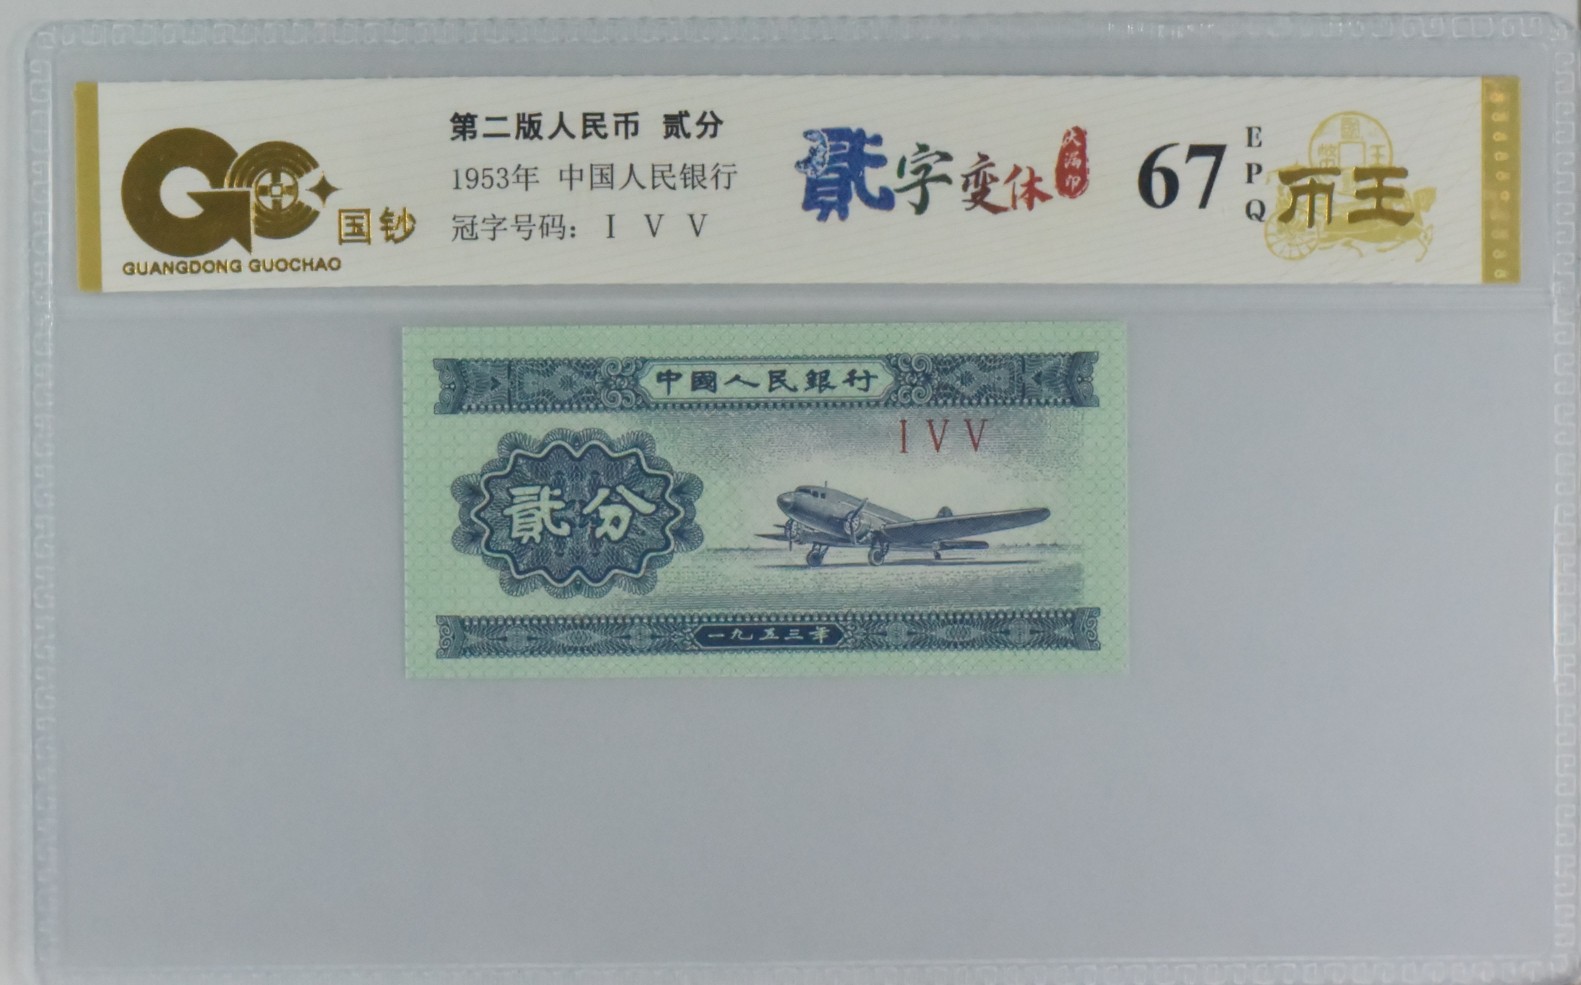 国钞
GUANGDONG GUOCHAO
第二版人民币 贰分
1953年 中国人民银行
冠字号码: I V V
貳字变体
67
EPQ
币王
中國人民銀行
I V V
貳分
一九五三年